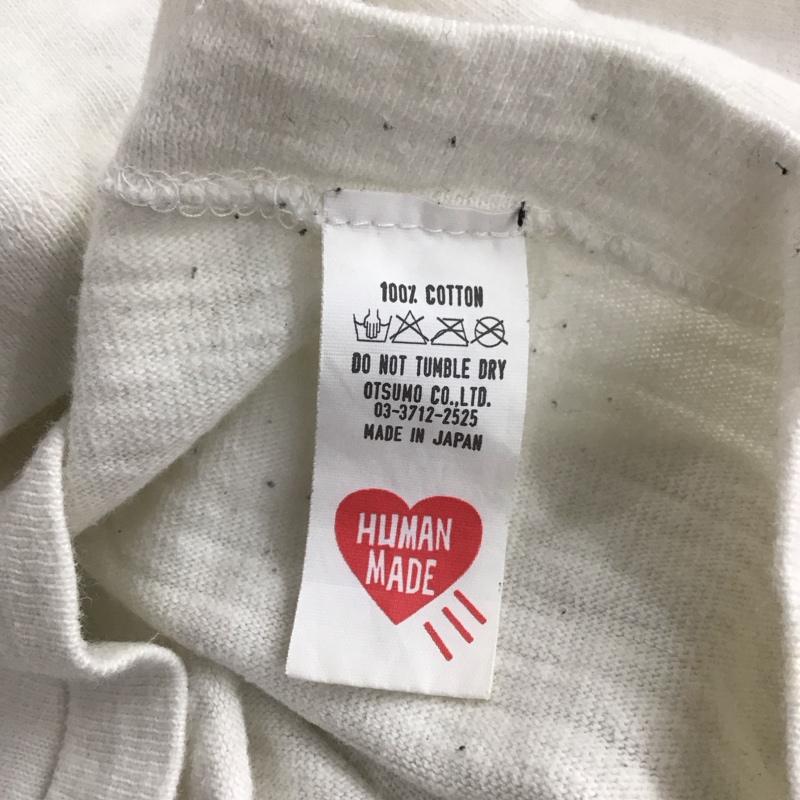 100% COTTON
DO NOT TUMBLE DRY
OTSUMO CO.,LTD.
03-3712-2525
MADE IN JAPAN
HUMAN
MADE